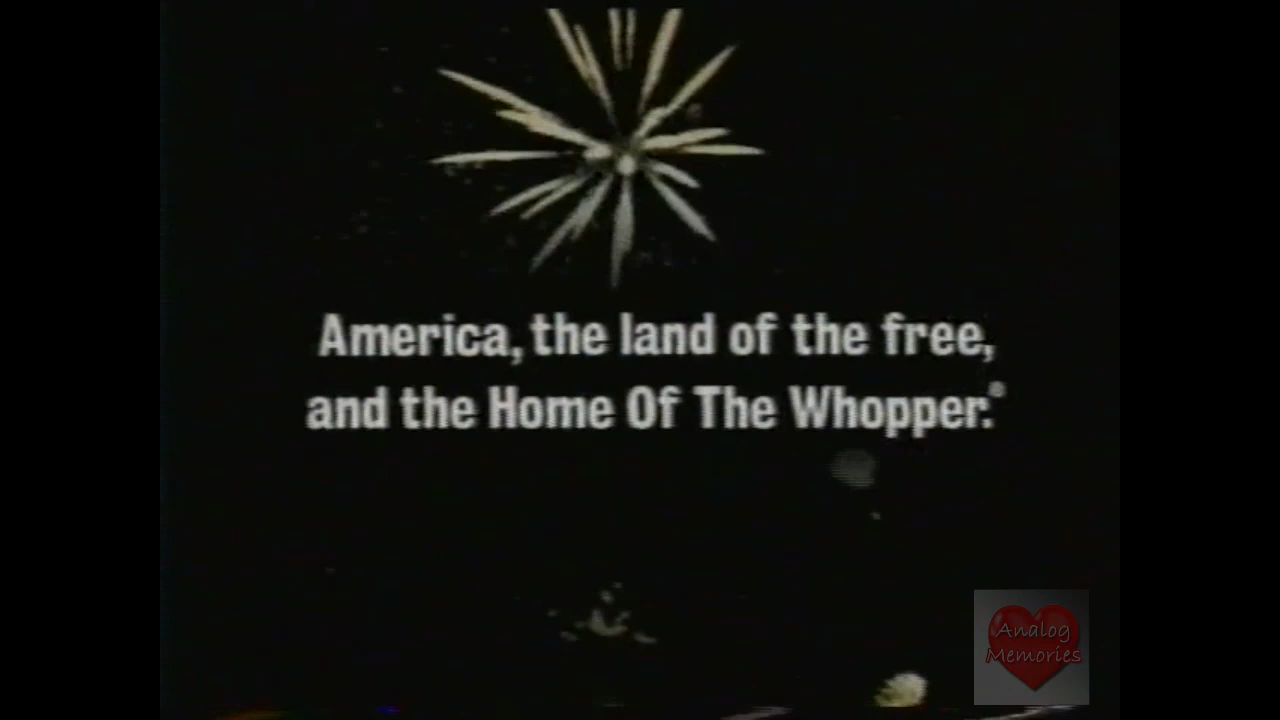 America, the land of the free,
and the Home Of The Whopper.®
Analog
Memories